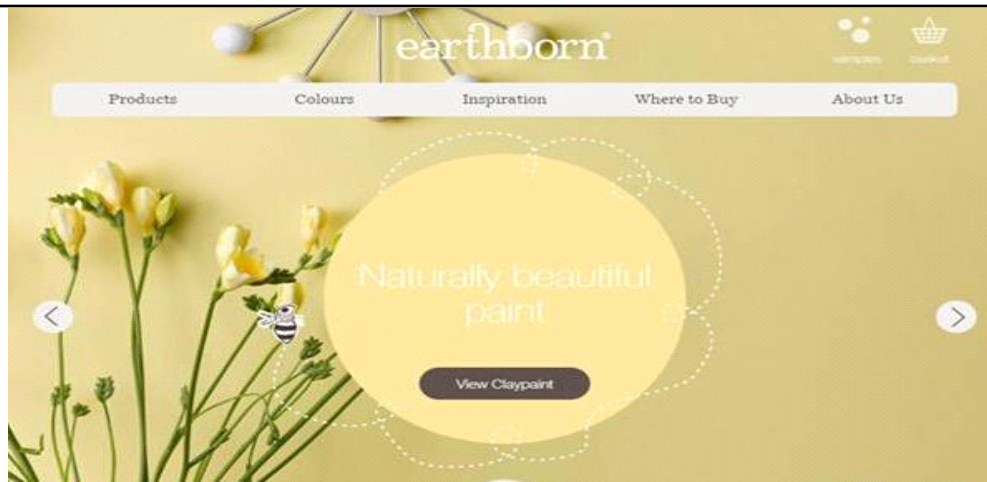 earthborn®
samples basket
Products Colours Inspiration Where to Buy About Us
Naturally beautiful
paint
View Claypaint